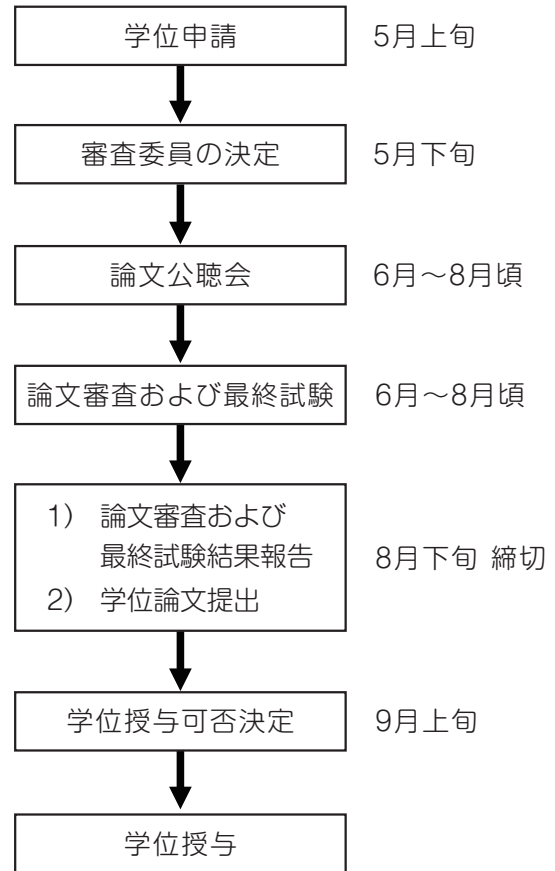 学位申請 5月上旬
審査委員の決定 5月下旬
論文公聴会 6月～8月頃
論文審査および最終試験 6月～8月頃
1) 論文審査および
最終試験結果報告 8月下旬 締切
2) 学位論文提出
学位授与可否決定 9月上旬
学位授与